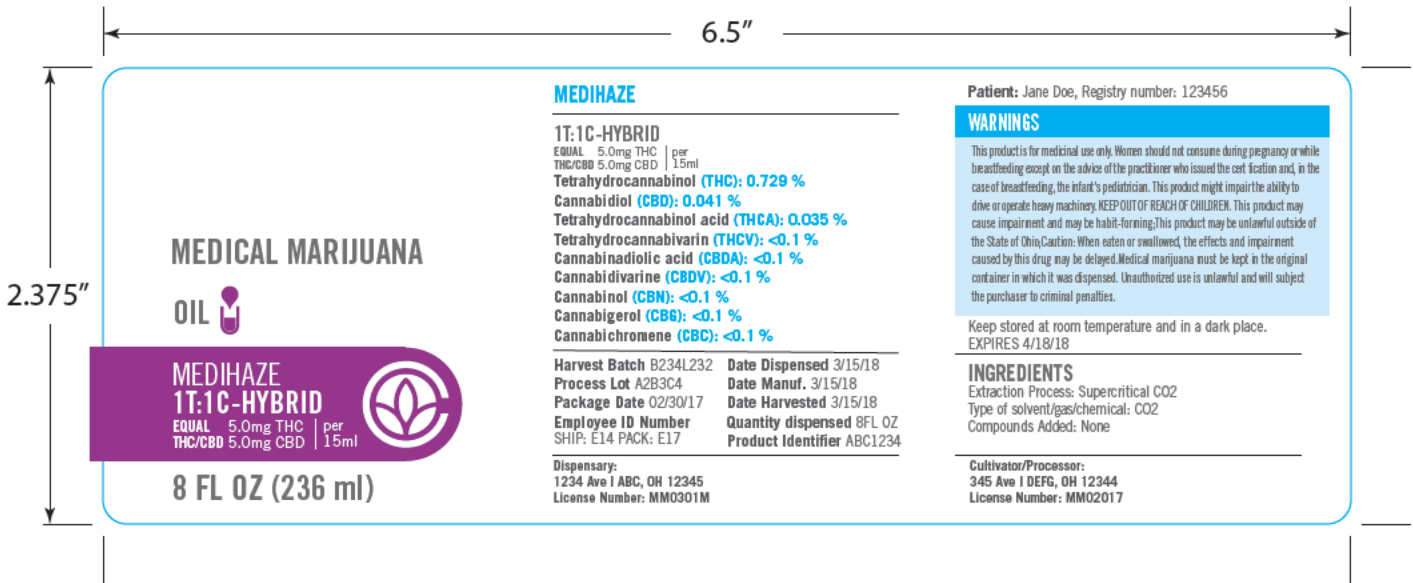 6.5”
2.375”
MEDICAL MARIJUANA
OIL
MEDIHAZE
1T:1C-HYBRID
EQUAL 5.0mg THC | per
THC/CBD 5.0mg CBD | 15ml
8 FL OZ (236 ml)
MEDIHAZE
1T:1C-HYBRID
EQUAL 5.0mg THC | per
THC/CBD 5.0mg CBD | 15ml
Tetrahydrocannabinol (THC): 0.729 %
Cannabidiol (CBD): 0.041 %
Tetrahydrocannabinol acid (THCA): 0.035 %
Tetrahydrocannabivarin (THCV): <0.1 %
Cannabinadiolic acid (CBDA): <0.1 %
Cannabidivarine (CBDV): <0.1 %
Cannabinol (CBN): <0.1 %
Cannabigerol (CBG): <0.1 %
Cannabichromene (CBC): <0.1 %
Harvest Batch B234L232
Process Lot A2B3C4
Package Date 02/30/17
Employee ID Number
SHIP: E14 PACK: E17
Date Dispensed 3/15/18
Date Manuf. 3/15/18
Date Harvested 3/15/18
Quantity dispensed 8FL OZ
Product Identifier ABC1234
Dispensary:
1234 Ave I ABC, OH 12345
License Number: MM0301M
Patient: Jane Doe, Registry number: 123456
WARNINGS
This product is for medicinal use only. Women should not consume during pregnancy or while
breastfeeding except on the advice of the practitioner who issued the cert fication and, in the
case of breastfeeding, the infant's pediatrician. This product might impair the ability to
drive or operate heavy machinery. KEEP OUT OF REACH OF CHILDREN. This product may
cause impairment and may be habit-forming;This product may be unlawful outside of
the State of Ohio;Caution: When eaten or swallowed, the effects and impairment
caused by this drug may be delayed.Medical marijuana must be kept in the original
container in which it was dispensed. Unauthorized use is unlawful and will subject
the purchaser to criminal penalties.
Keep stored at room temperature and in a dark place.
EXPIRES 4/18/18
INGREDIENTS
Extraction Process: Supercritical CO2
Type of solvent/gas/chemical: CO2
Compounds Added: None
Cultivator/Processor:
345 Ave I DEFG, OH 12344
License Number: MM02017